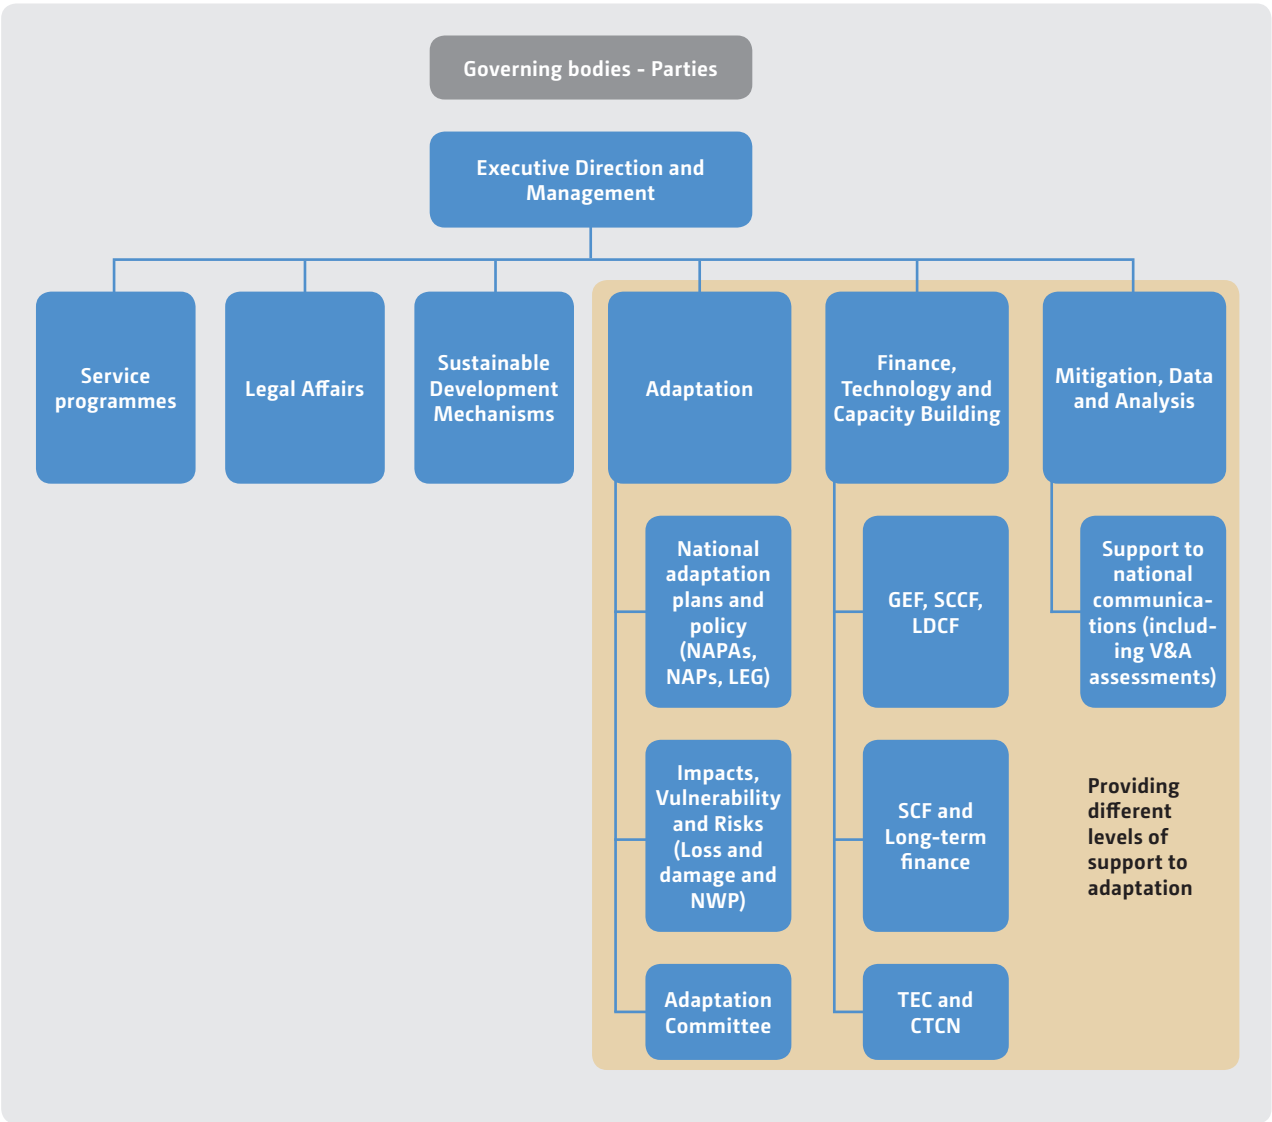 Governing bodies - Parties
Executive Direction and
Management
Service
programmes
Legal Affairs
Sustainable
Development
Mechanisms
Adaptation
Finance,
Technology and
Capacity Building
Mitigation, Data
and Analysis
National
adaptation
plans and
policy
(NAPAs,
NAPs, LEG)
GEF, SCCF,
LDCF
Support to
national
communica-
tions (includ-
ing V&A
assessments)
Impacts,
Vulnerability
and Risks
(Loss and
damage and
NWP)
SCF and
Long-term
finance
Providing
different
levels of
support to
adaptation
Adaptation
Committee
TEC and
CTCN